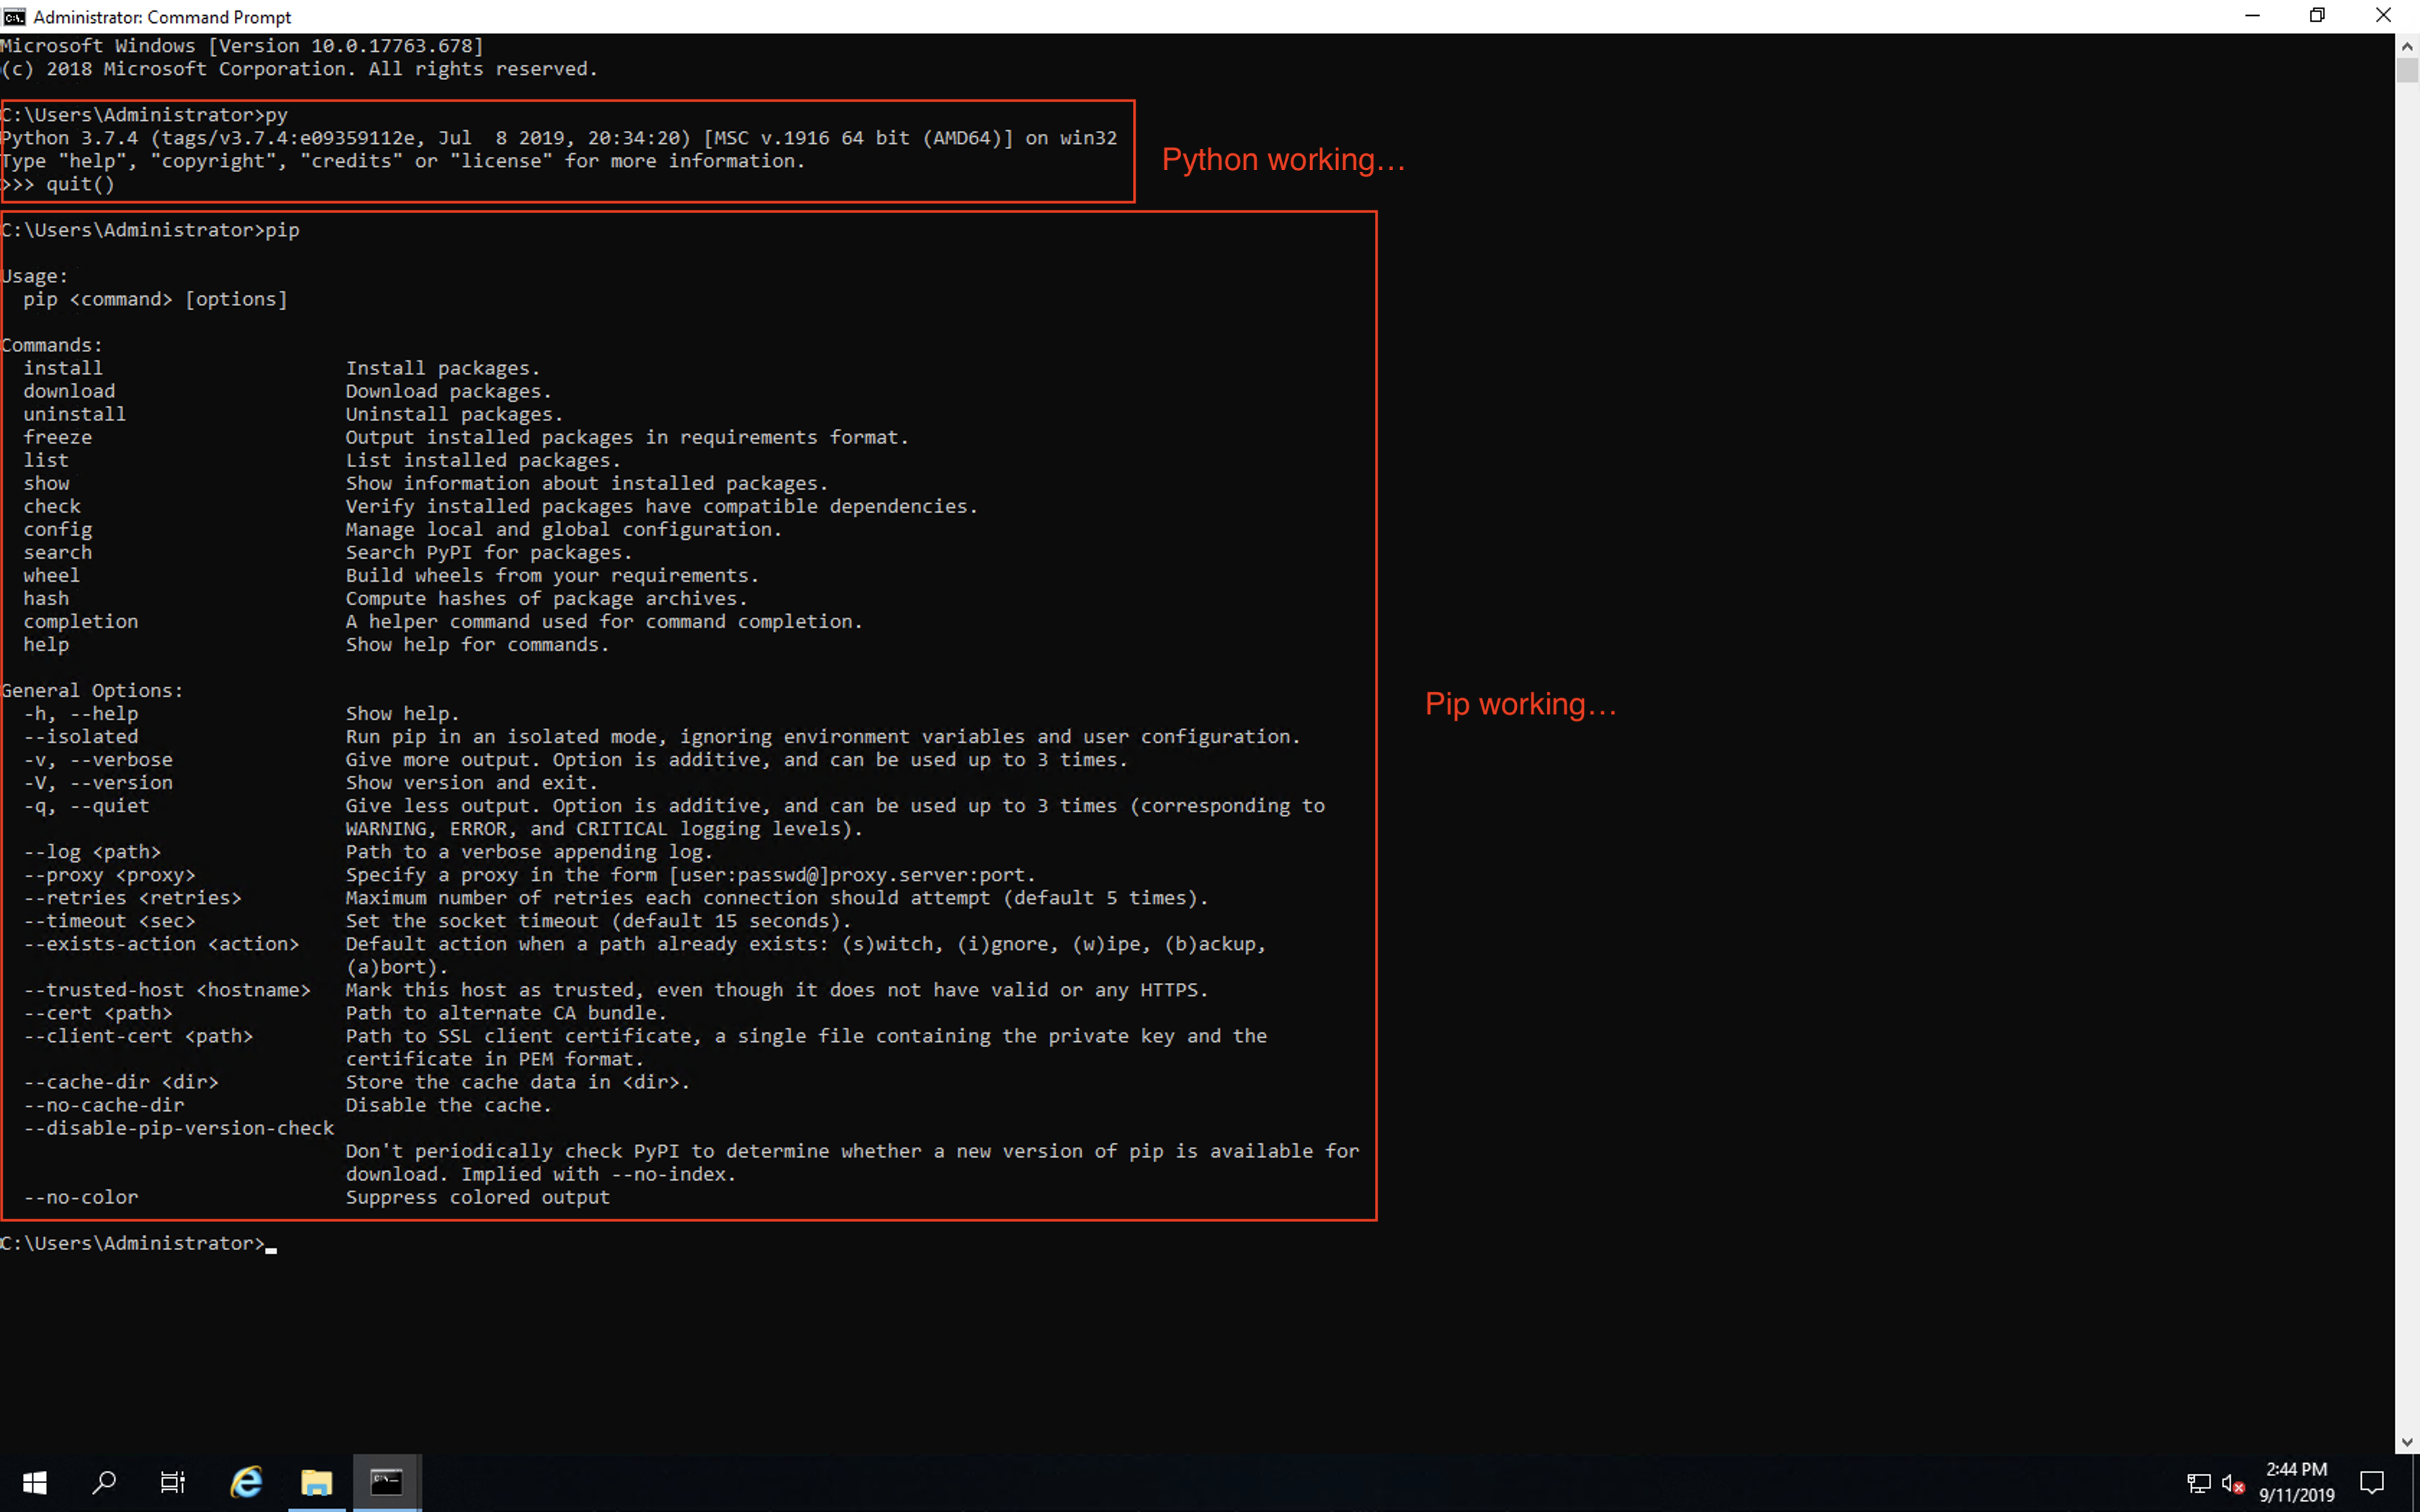 Administrator: Command Prompt
Microsoft Windows [Version 10.0.17763.678]
(c) 2018 Microsoft Corporation. All rights reserved.
C:\Users\Administrator>py
Python 3.7.4 (tags/v3.7.4:e09359112e, Jul  8 2019, 20:34:20) [MSC v.1916 64 bit (AMD64)] on win32
Type "help", "copyright", "credits" or "license" for more information.
>>> quit()
Python working…
C:\Users\Administrator>pip
Usage:
  pip <command> [options]
Commands:
  install                     Install packages.
  download                    Download packages.
  uninstall                   Uninstall packages.
  freeze                      Output installed packages in requirements format.
  list                        List installed packages.
  show                        Show information about installed packages.
  check                       Verify installed packages have compatible dependencies.
  config                      Manage local and global configuration.
  search                      Search PyPI for packages.
  wheel                       Build wheels from your requirements.
  hash                        Compute hashes of package archives.
  completion                  A helper command used for command completion.
  help                        Show help for commands.
General Options:
  -h, --help                  Show help.
Pip working…
  --isolated                  Run pip in an isolated mode, ignoring environment variables and user configuration.
  -v, --verbose               Give more output. Option is additive, and can be used up to 3 times.
  -V, --version               Show version and exit.
  -q, --quiet                 Give less output. Option is additive, and can be used up to 3 times (corresponding to
                              WARNING, ERROR, and CRITICAL logging levels).
  --log <path>                Path to a verbose appending log.
  --proxy <proxy>             Specify a proxy in the form [user:passwd@]proxy.server:port.
  --retries <retries>         Maximum number of retries each connection should attempt (default 5 times).
  --timeout <sec>             Set the socket timeout (default 15 seconds).
  --exists-action <action>    Default action when a path already exists: (s)witch, (i)gnore, (w)ipe, (b)ackup,
                              (a)bort).
  --trusted-host <hostname>   Mark this host as trusted, even though it does not have valid or any HTTPS.
  --cert <path>               Path to alternate CA bundle.
  --client-cert <path>        Path to SSL client certificate, a single file containing the private key and the
                              certificate in PEM format.
  --cache-dir <dir>           Store the cache data in <dir>.
  --no-cache-dir              Disable the cache.
  --disable-pip-version-check
                              Don't periodically check PyPI to determine whether a new version of pip is available for
                              download. Implied with --no-index.
  --no-color                  Suppress colored output
C:\Users\Administrator>
2:44 PM
9/11/2019